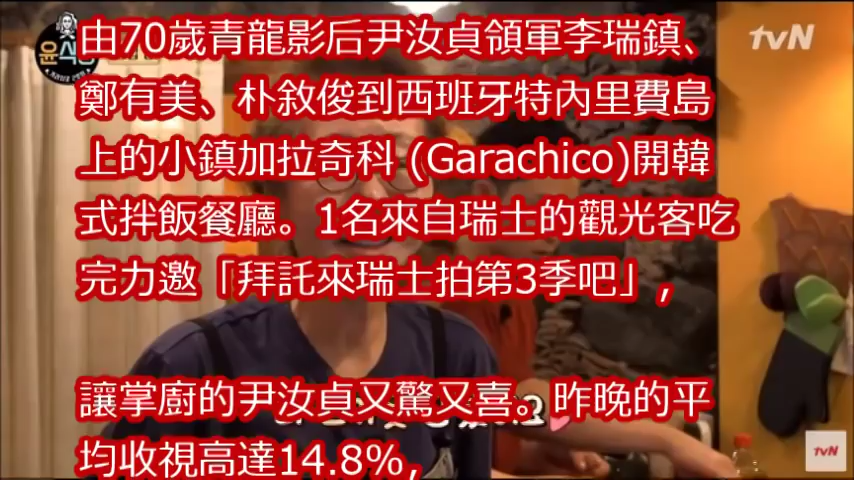 tvN
윤식당
由70歲青龍影后尹汝貞領軍李瑞鎮、
鄭有美、朴敘俊到西班牙特內里費島
上的小鎮加拉奇科 (Garachico)開韓
式拌飯餐廳。1名來自瑞士的觀光客吃
完力邀「拜託來瑞士拍第3季吧」,
讓掌廚的尹汝貞又驚又喜。昨晚的平
均收視高達14.8%,
tvN